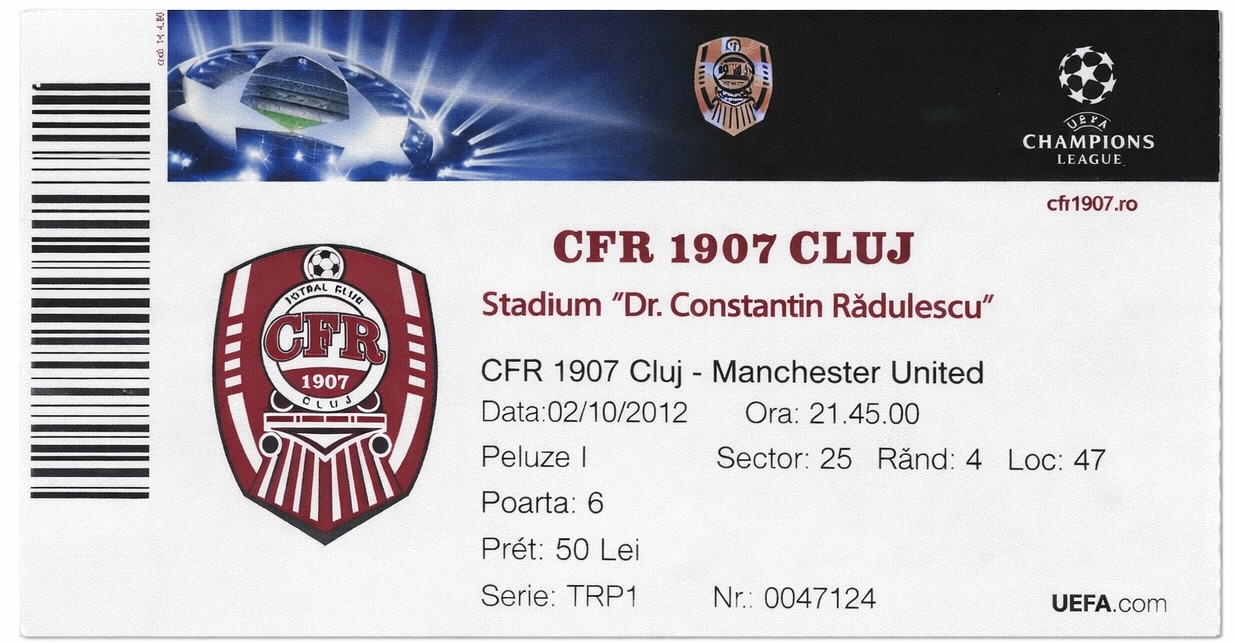 UEFA
CHAMPIONS
LEAGUE
cfr1907.ro
CFR 1907 CLUJ
Stadium "Dr. Constantin Rădulescu"
CFR
1907
CLUJ
CFR 1907 Cluj - Manchester United
Data:02/10/2012 Ora: 21.45.00
Peluze I Sector: 25 Rănd: 4 Loc: 47
Poarta: 6
Prét: 50 Lei
Serie: TRP1 Nr.: 0047124
UEFA.com